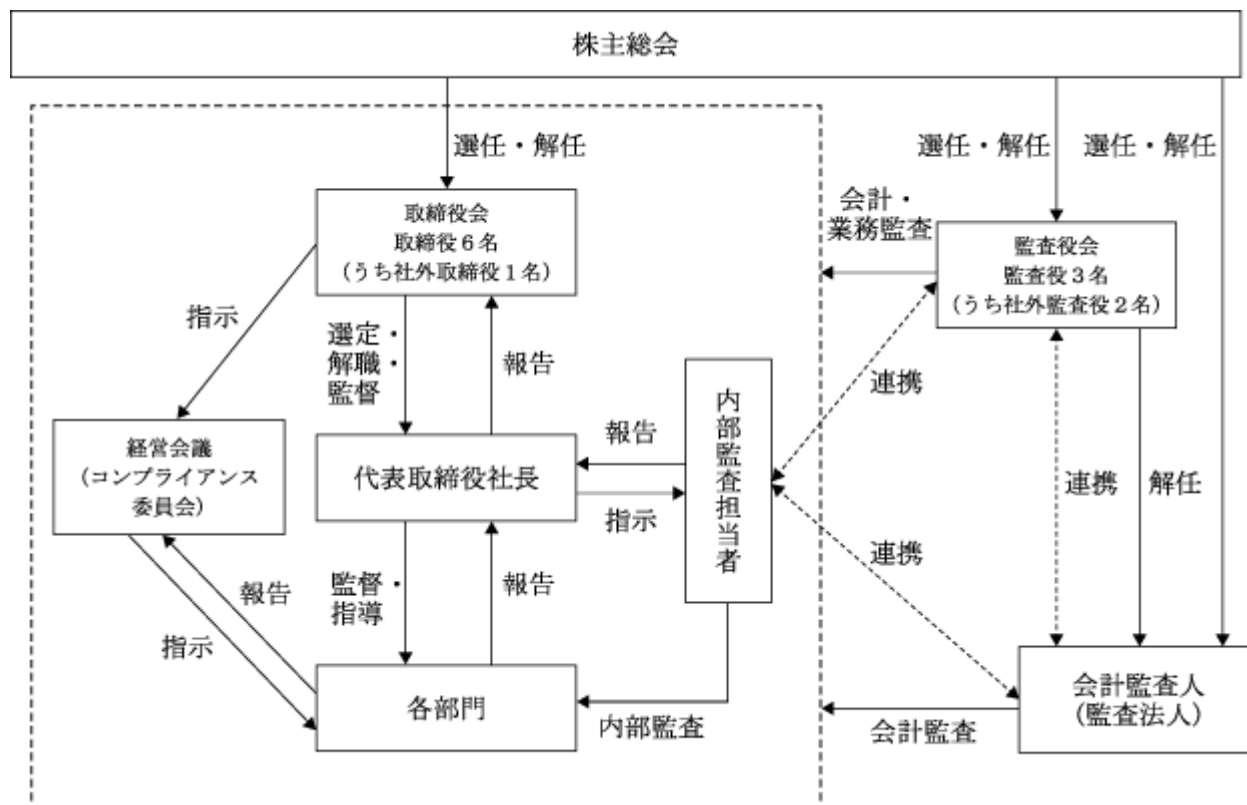 株主総会
選任・解任
選任・解任
選任・解任
取締役会
取締役6名
(うち社外取締役1名)
会計・
業務監査
監査役会
監査役3名
(うち社外監査役2名)
指示
選定・
解職・
監督
報告
連携
経営会議
(コンプライアンス
委員会)
代表取締役社長
報告
指示
内部監査担当者
連携
解任
連携
報告
指示
監督・
指導
報告
各部門
内部監査
会計監査
会計監査人
(監査法人)